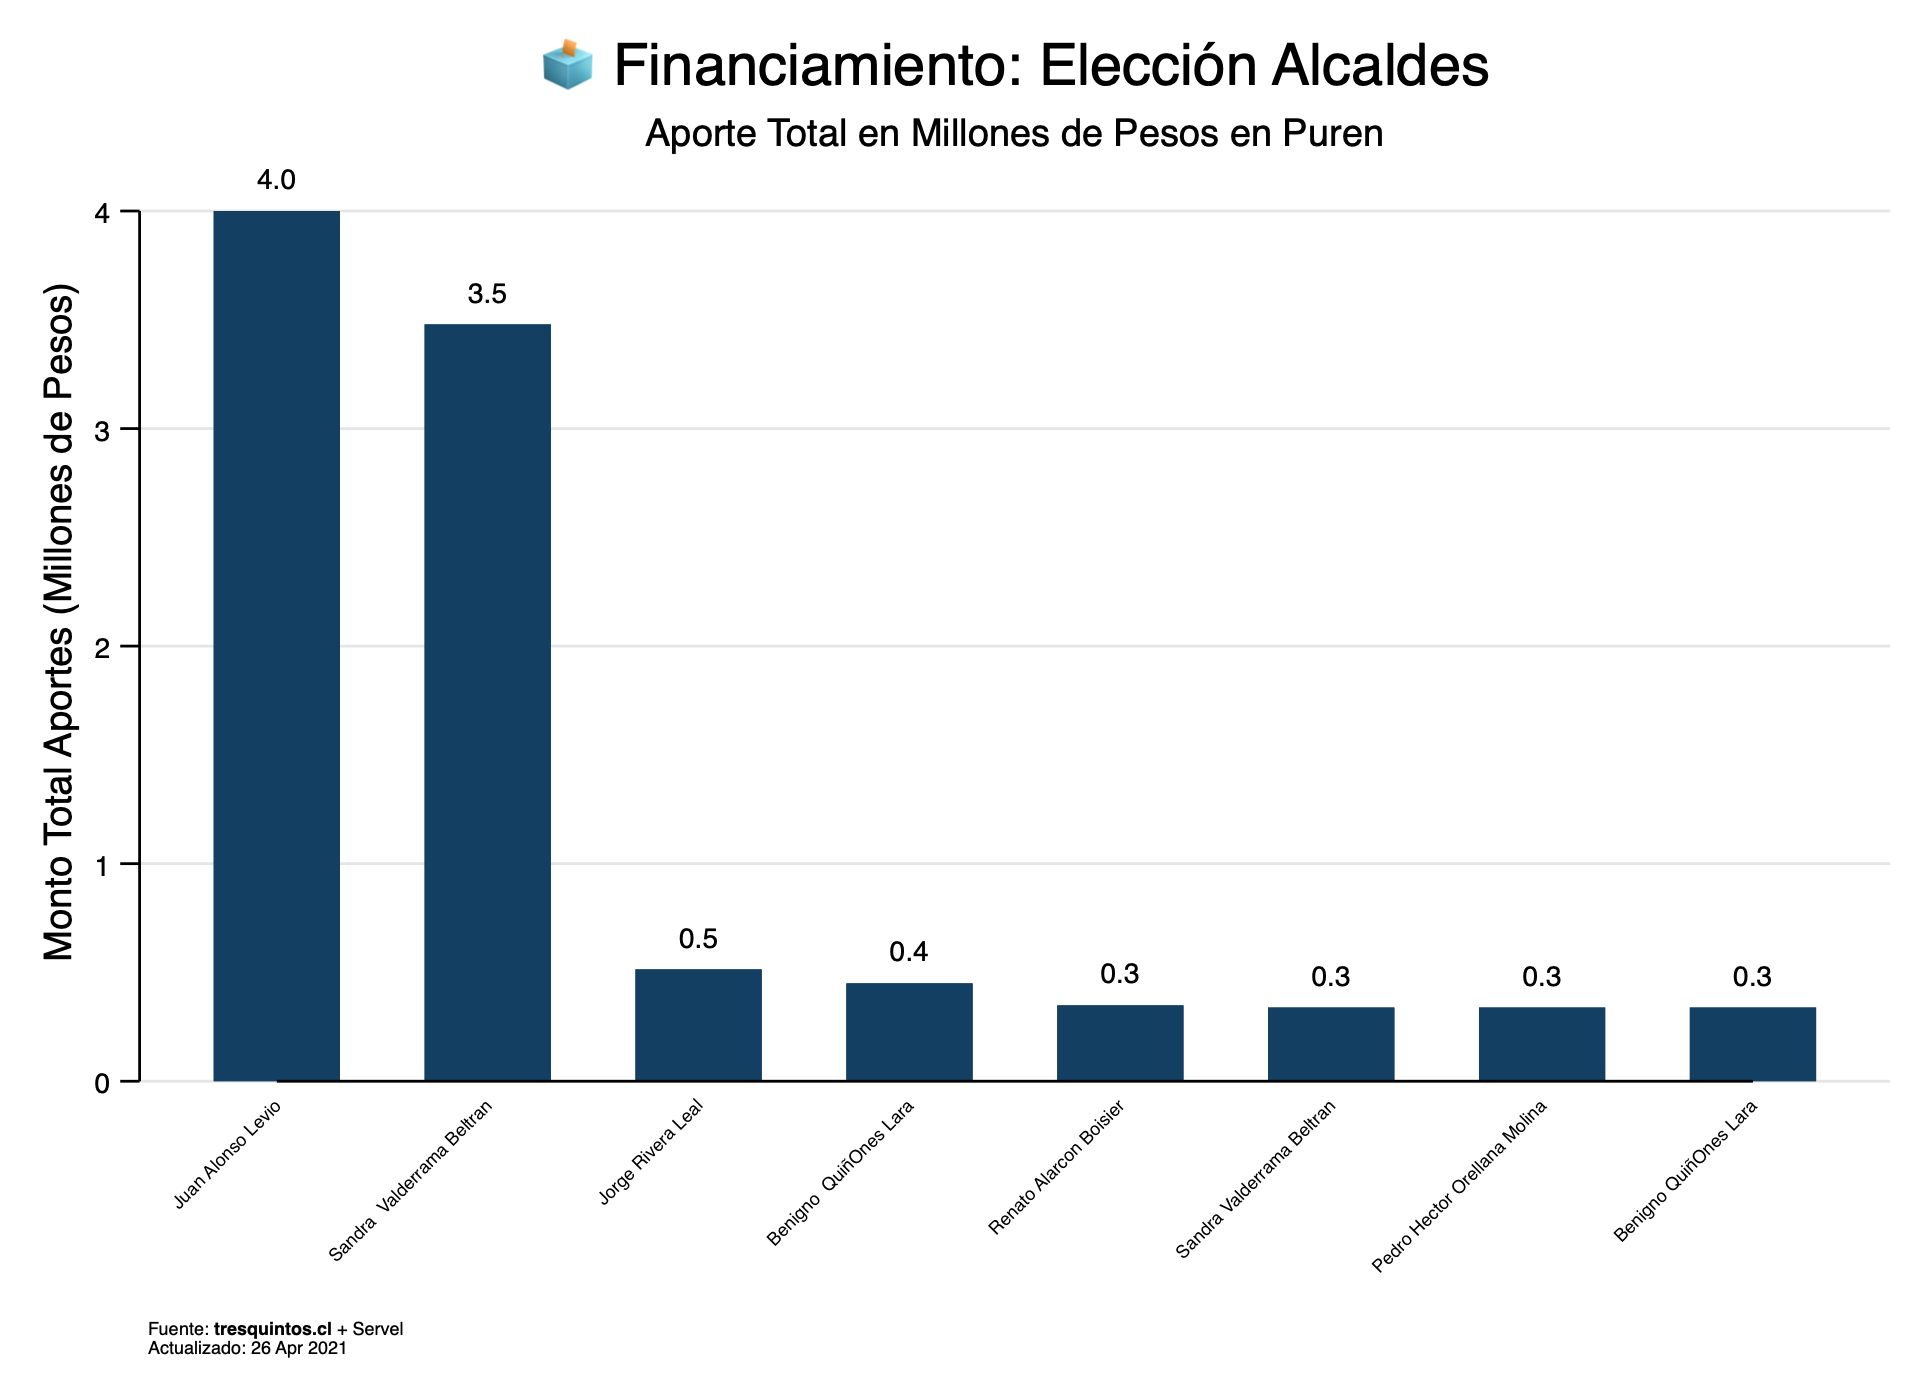 Financiamiento: Elección Alcaldes
Aporte Total en Millones de Pesos en Puren
Monto Total Aportes (Millones de Pesos)
4
3
2
1
0
4.0
3.5
0.5
0.4
0.3
0.3
0.3
0.3
Juan Alonso Levio
Sandra  Valderrama Beltran
Jorge Rivera Leal
Benigno  QuiñOnes Lara
Renato Alarcon Boisier
Sandra Valderrama Beltran
Pedro Hector Orellana Molina
Benigno QuiñOnes Lara
Fuente: tresquintos.cl + Servel
Actualizado: 26 Apr 2021